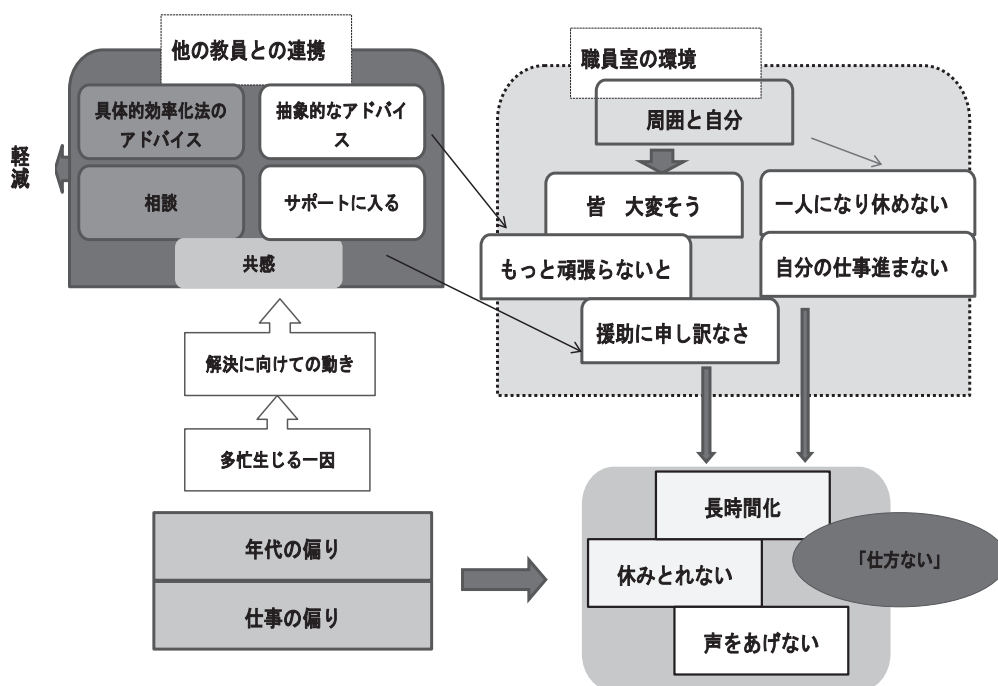 他の教員との連携
具体的効率化法の
アドバイス
抽象的なアドバイ
ス
相談
サポートに入る
共感
軽減
解決に向けての動き
多忙生じる一因
年代の偏り
仕事の偏り
職員室の環境
周囲と自分
皆 大変そう
一人になり休めない
もっと頑張らないと
自分の仕事進まない
援助に申し訳なさ
長時間化
休みとれない
「仕方ない」
声をあげない